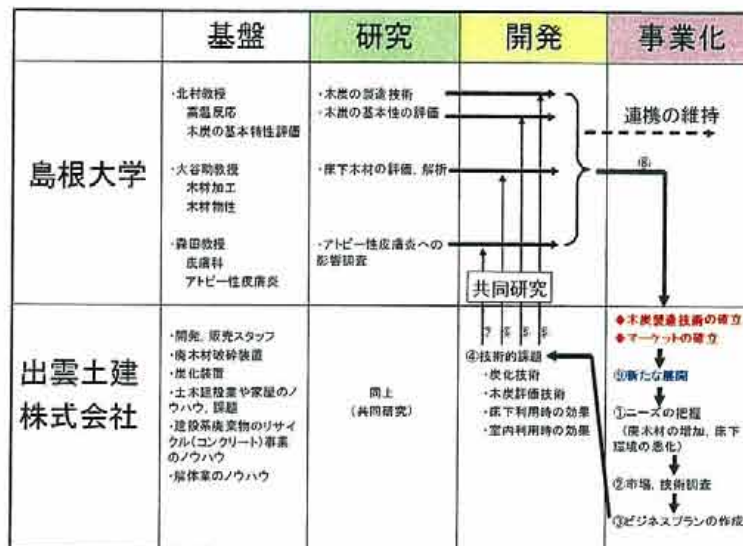 基盤
研究
開発
事業化
島根大学
・北村教授
高温反応
木炭の基本特性評価
・大谷助教授
木材加工
木材物性
・森田教授
皮膚科
アトピー性皮膚炎
・木炭の製造技術
・木炭の基本性の評価
・床下木材の評価、解析
・アトピー性皮膚炎への
影響調査
共同研究
連携の維持
⑧
出雲土建
株式会社
・開発、販売スタッフ
・廃木材破砕装置
・炭化装置
・土木建設業や家屋のノ
ウハウ、課題
・建設系廃棄物のリサイ
クル(コンクリート)事業
のノウハウ
・解体業のノウハウ
同上
(共同研究)
④技術的課題
・炭化技術
・木炭評価技術
・床下利用時の効果
・室内利用時の効果
◆木炭製造技術の確立
◆マーケットの確立
⑨新たな展開
①ニーズの把握
(廃木材の増加、床下
環境の悪化)
②市場、技術調査
③ビジネスプランの作成